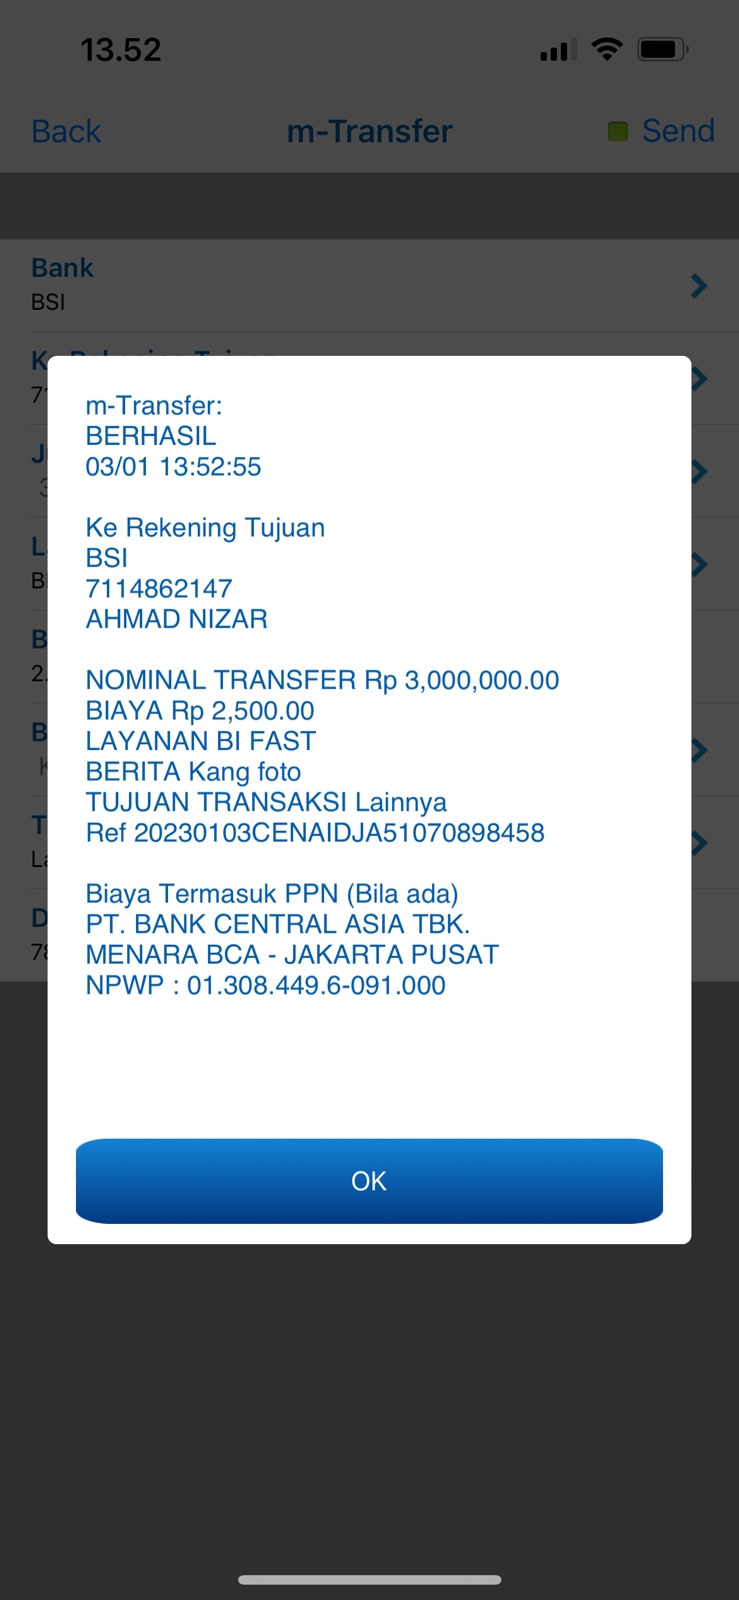 13.52
Back m-Transfer Send
Bank
BSI
m-Transfer:
BERHASIL
03/01 13:52:55
Ke Rekening Tujuan
BSI
7114862147
AHMAD NIZAR
NOMINAL TRANSFER Rp 3,000,000.00
BIAYA Rp 2,500.00
LAYANAN BI FAST
BERITA Kang foto
TUJUAN TRANSAKSI Lainnya
Ref 20230103CENAIDJA51070898458
Biaya Termasuk PPN (Bila ada)
PT. BANK CENTRAL ASIA TBK.
MENARA BCA - JAKARTA PUSAT
NPWP : 01.308.449.6-091.000
OK